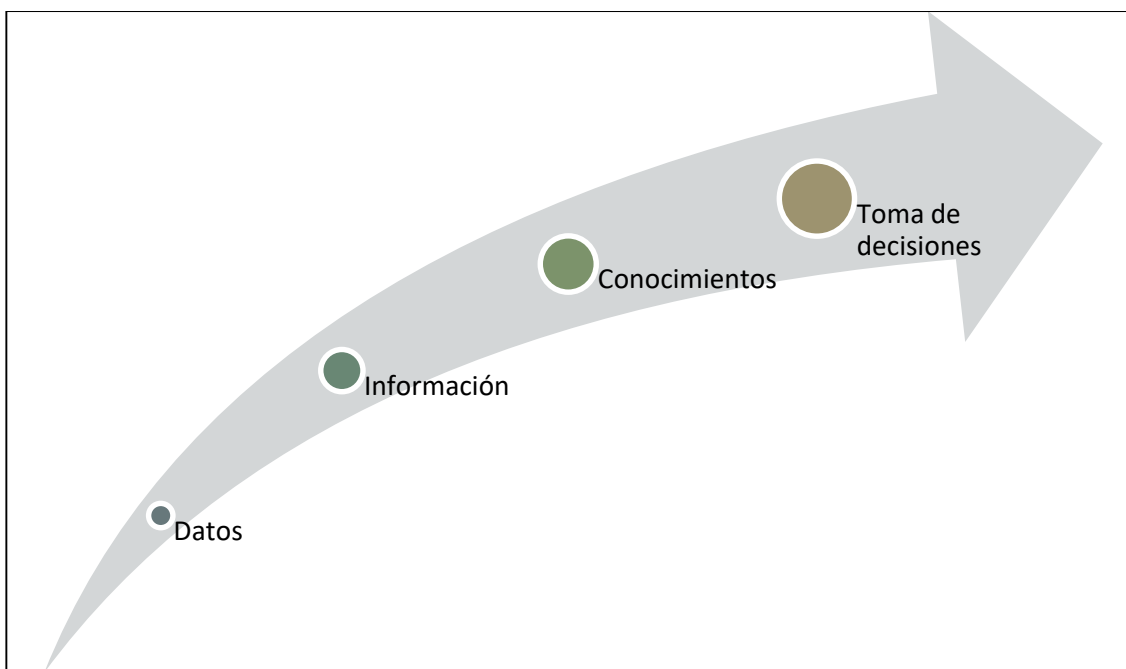 Datos
Información
Conocimientos
Toma de
decisiones